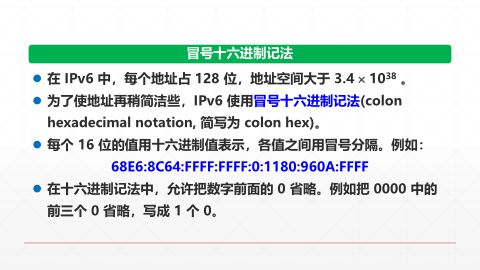 冒号十六进制记法
在 IPv6 中，每个地址占 128 位，地址空间大于 3.4 × 10³⁸ 。
为了使地址再稍简洁些，IPv6 使用冒号十六进制记法(colon
hexadecimal notation, 简写为 colon hex)。
每个 16 位的值用十六进制值表示，各值之间用冒号分隔。例如：
68E6:8C64:FFFF:FFFF:0:1180:960A:FFFF
在十六进制记法中，允许把数字前面的 0 省略。例如把 0000 中的
前三个 0 省略，写成 1 个 0。